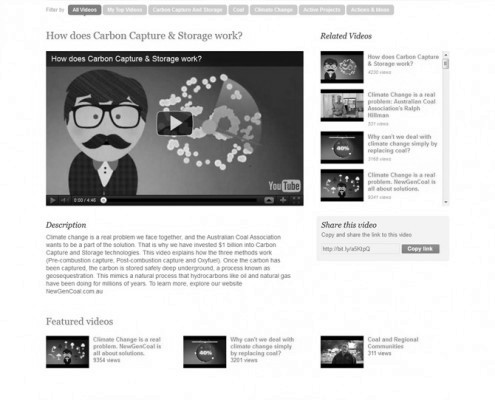 Filter by All Videos My Top Videos Carbon Capture And Storage Coal Climate Change Active Projects Actions & News
How does Carbon Capture & Storage work?
How does Carbon Capture & Storage work?
YouTube
0:00 / 4:46
Description
Climate change is a real problem we face together, and the Australian Coal Association
wants to be a part of the solution. That is why we have invested $1 billion into Carbon
Capture and Storage technologies. This video explains how the three methods work
(Pre-combustion capture, Post-combustion capture and Oxyfuel). Once the carbon has
been captured, the carbon is stored safely deep underground, a process known as
geosequestration. This mimics a natural process that hydrocarbons like oil and natural gas
have been doing for millions of years. To learn more, explore our website
NewGenCoal.com.au
Related Videos
How does Carbon Capture
& Storage work?
4230 views
Climate Change is a real
problem: Australian Coal
Association's Ralph
Hillman
351 views
Why can't we deal with
climate change simply by
replacing coal?
views
Climate Change is a real
problem. NewGenCoal is
all about solutions.
views
Share this video
Copy and share the link to this video
Copy link
Featured videos
Climate Change is a real
problem. NewGenCoal is
all about solutions.
9354 views
Why can't we deal with
climate change simply
by replacing coal?
3201 views
Coal and Regional
Communities
311 views